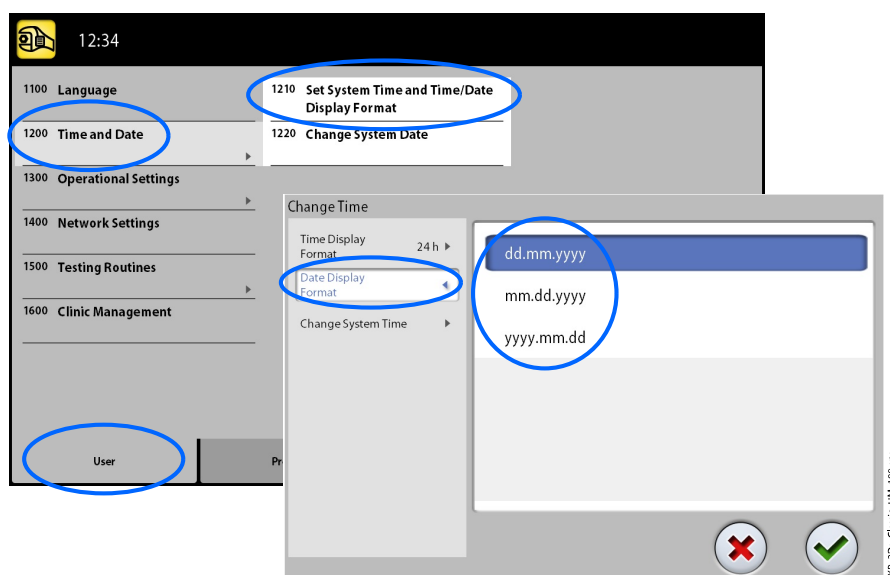 12:34
1100 Language
1200 Time and Date
1300 Operational Settings
1400 Network Settings
1500 Testing Routines
1600 Clinic Management
1210 Set System Time and Time/Date
Display Format
1220 Change System Date
User
Change Time
Time Display
Format
24 h
Date Display
Format
Change System Time
dd.mm.yyyy
mm.dd.yyyy
yyyy.mm.dd